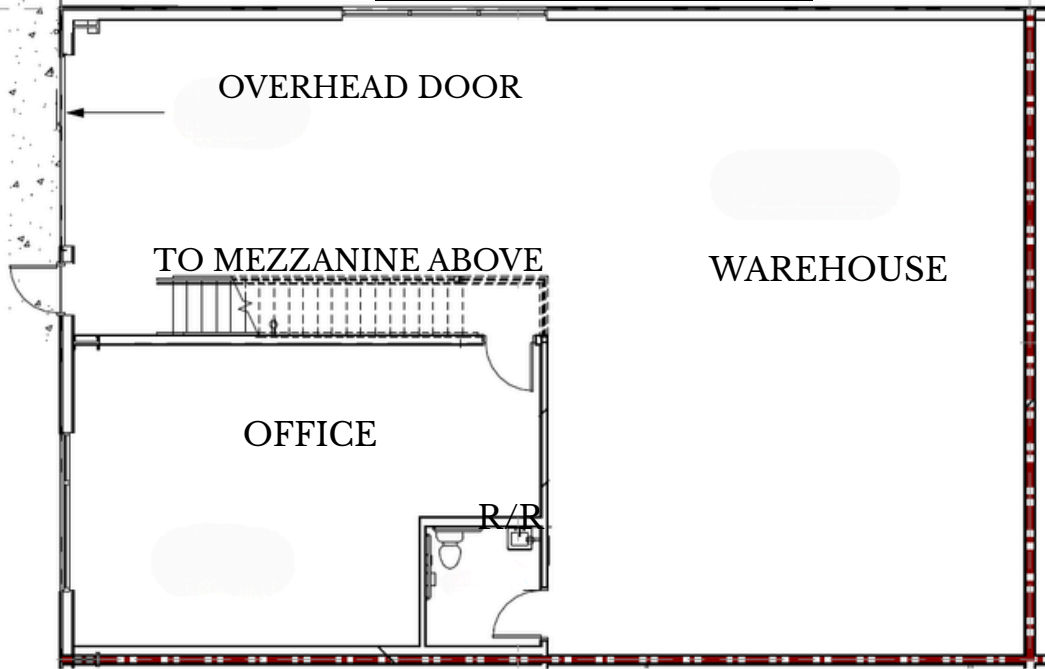 OVERHEAD DOOR
TO MEZZANINE ABOVE
WAREHOUSE
OFFICE
R/R